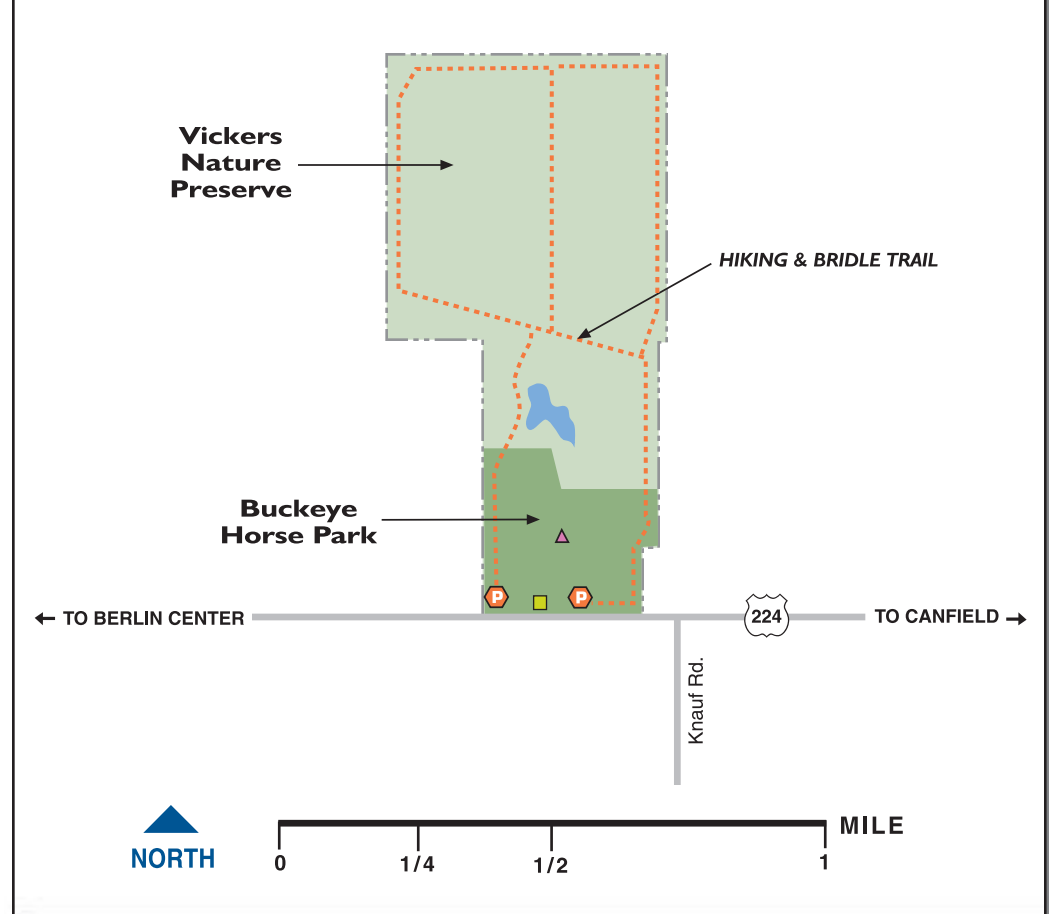 Vickers
Nature
Preserve
HIKING & BRIDLE TRAIL
Buckeye
Horse Park
P
P
TO BERLIN CENTER
224
TO CANFIELD
Knauf Rd.
MILE
NORTH
0
1/4
1/2
1